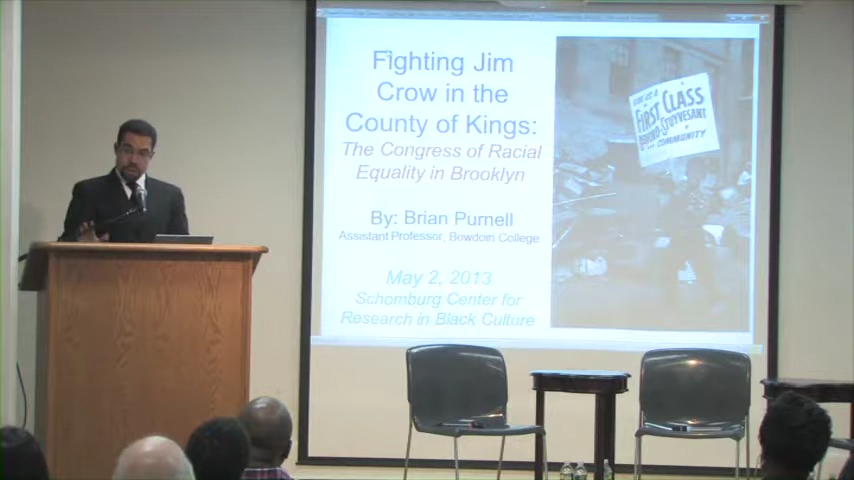 Fighting Jim
Crow in the
County of Kings:
The Congress of Racial
Equality in Brooklyn
By: Brian Purnell
Assistant Professor, Bowdoin College
May 2, 2013
Schomburg Center for
Research in Black Culture
FIRST CLASS
COMMUNITY